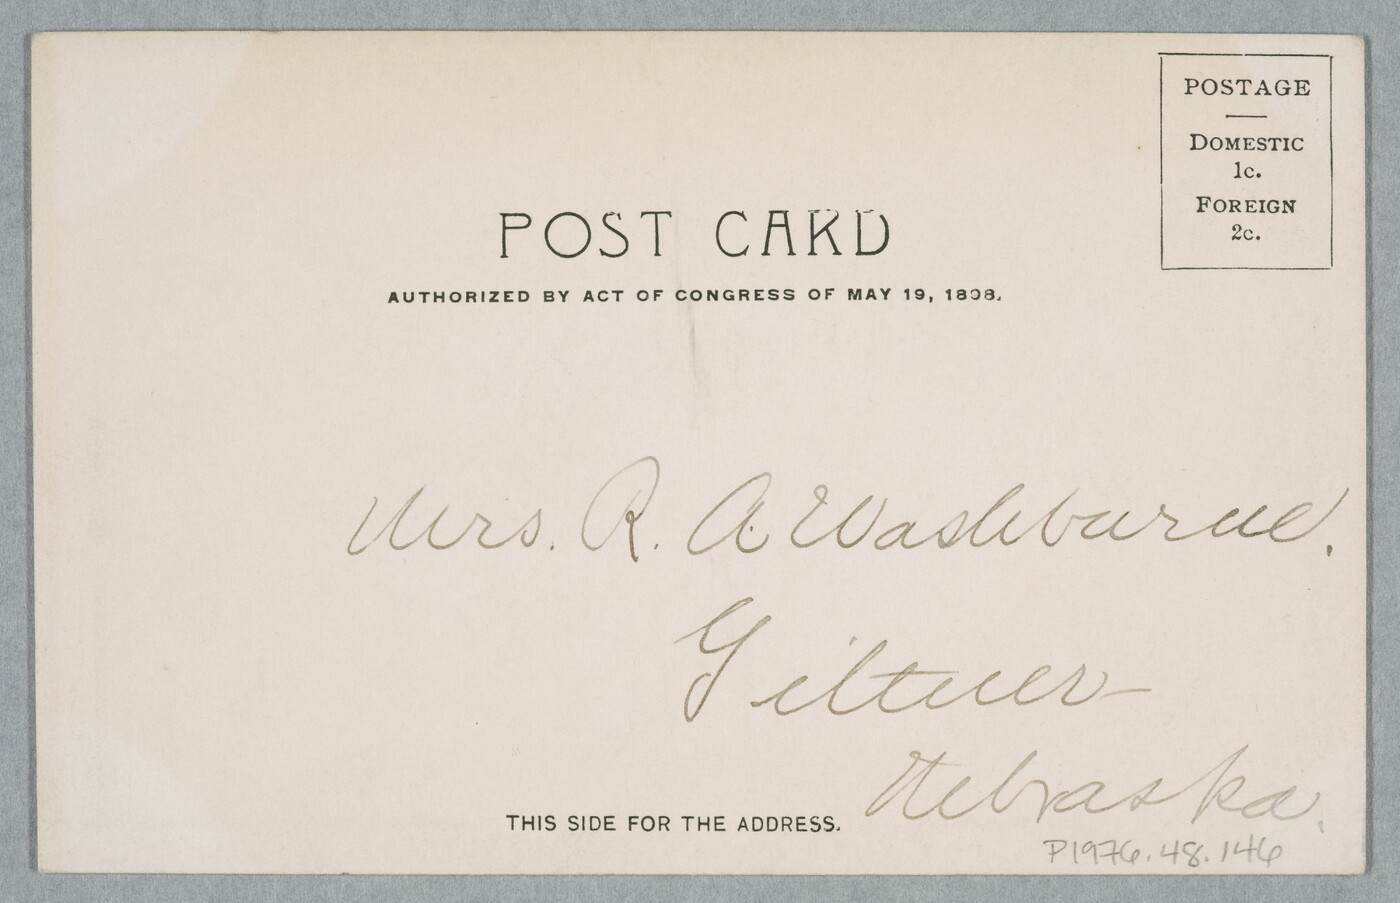 POSTAGE
DOMESTIC
1c.
FOREIGN
2c.
POST CARD
AUTHORIZED BY ACT OF CONGRESS OF MAY 19, 1898.
Mrs. R. A. Washburne.
Giltner
Nebraska.
THIS SIDE FOR THE ADDRESS.
P1976.48.146